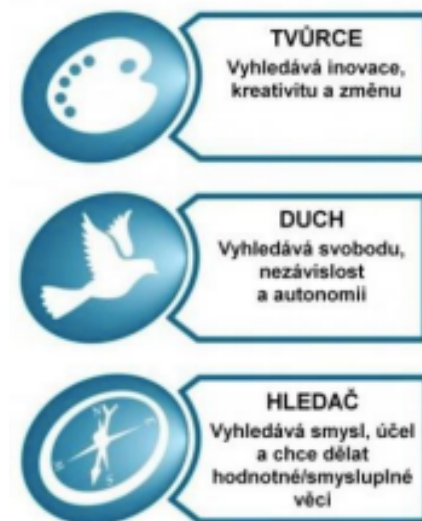 TVŮRCE
Vyhledává inovace,
kreativitu a změnu
DUCH
Vyhledává svobodu,
nezávislost
a autonomii
N
S
HLEDAČ
Vyhledává smysl, účel
a chce dělat
hodnotné/smysluplné
věci